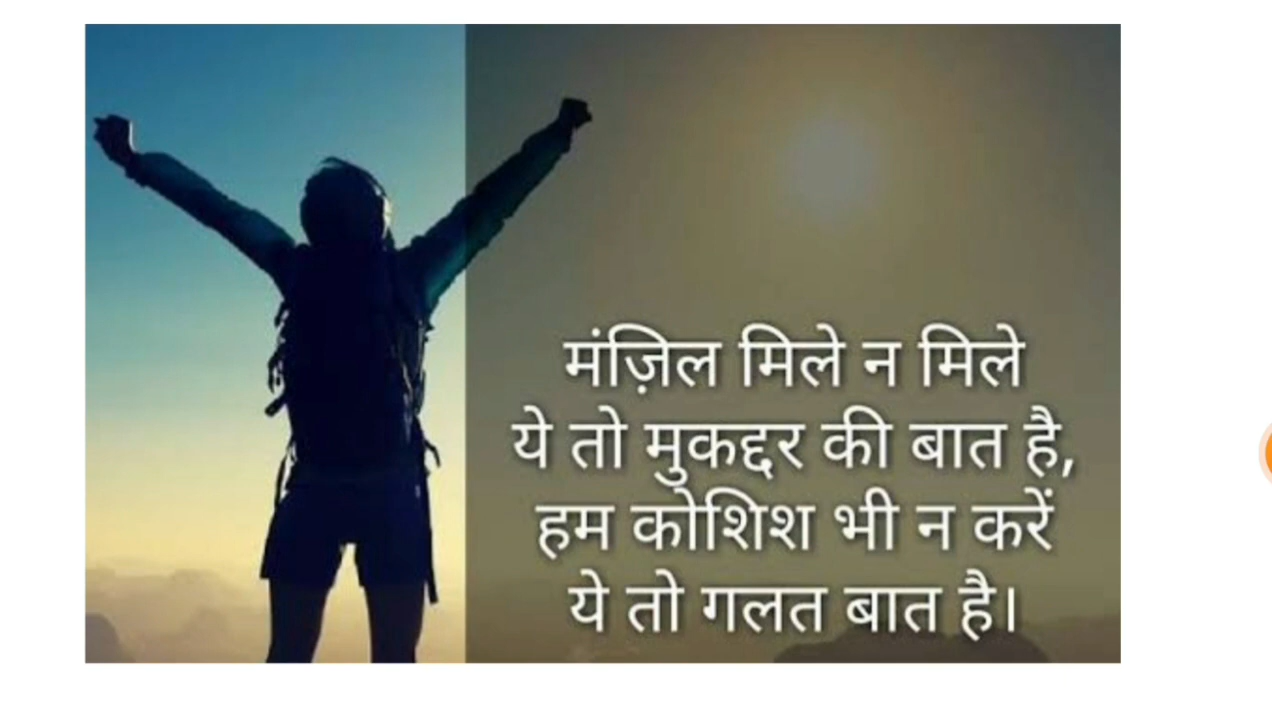 मंज़िल मिले न मिले
ये तो मुकद्दर की बात है,
हम कोशिश भी न करें
ये तो गलत बात है।